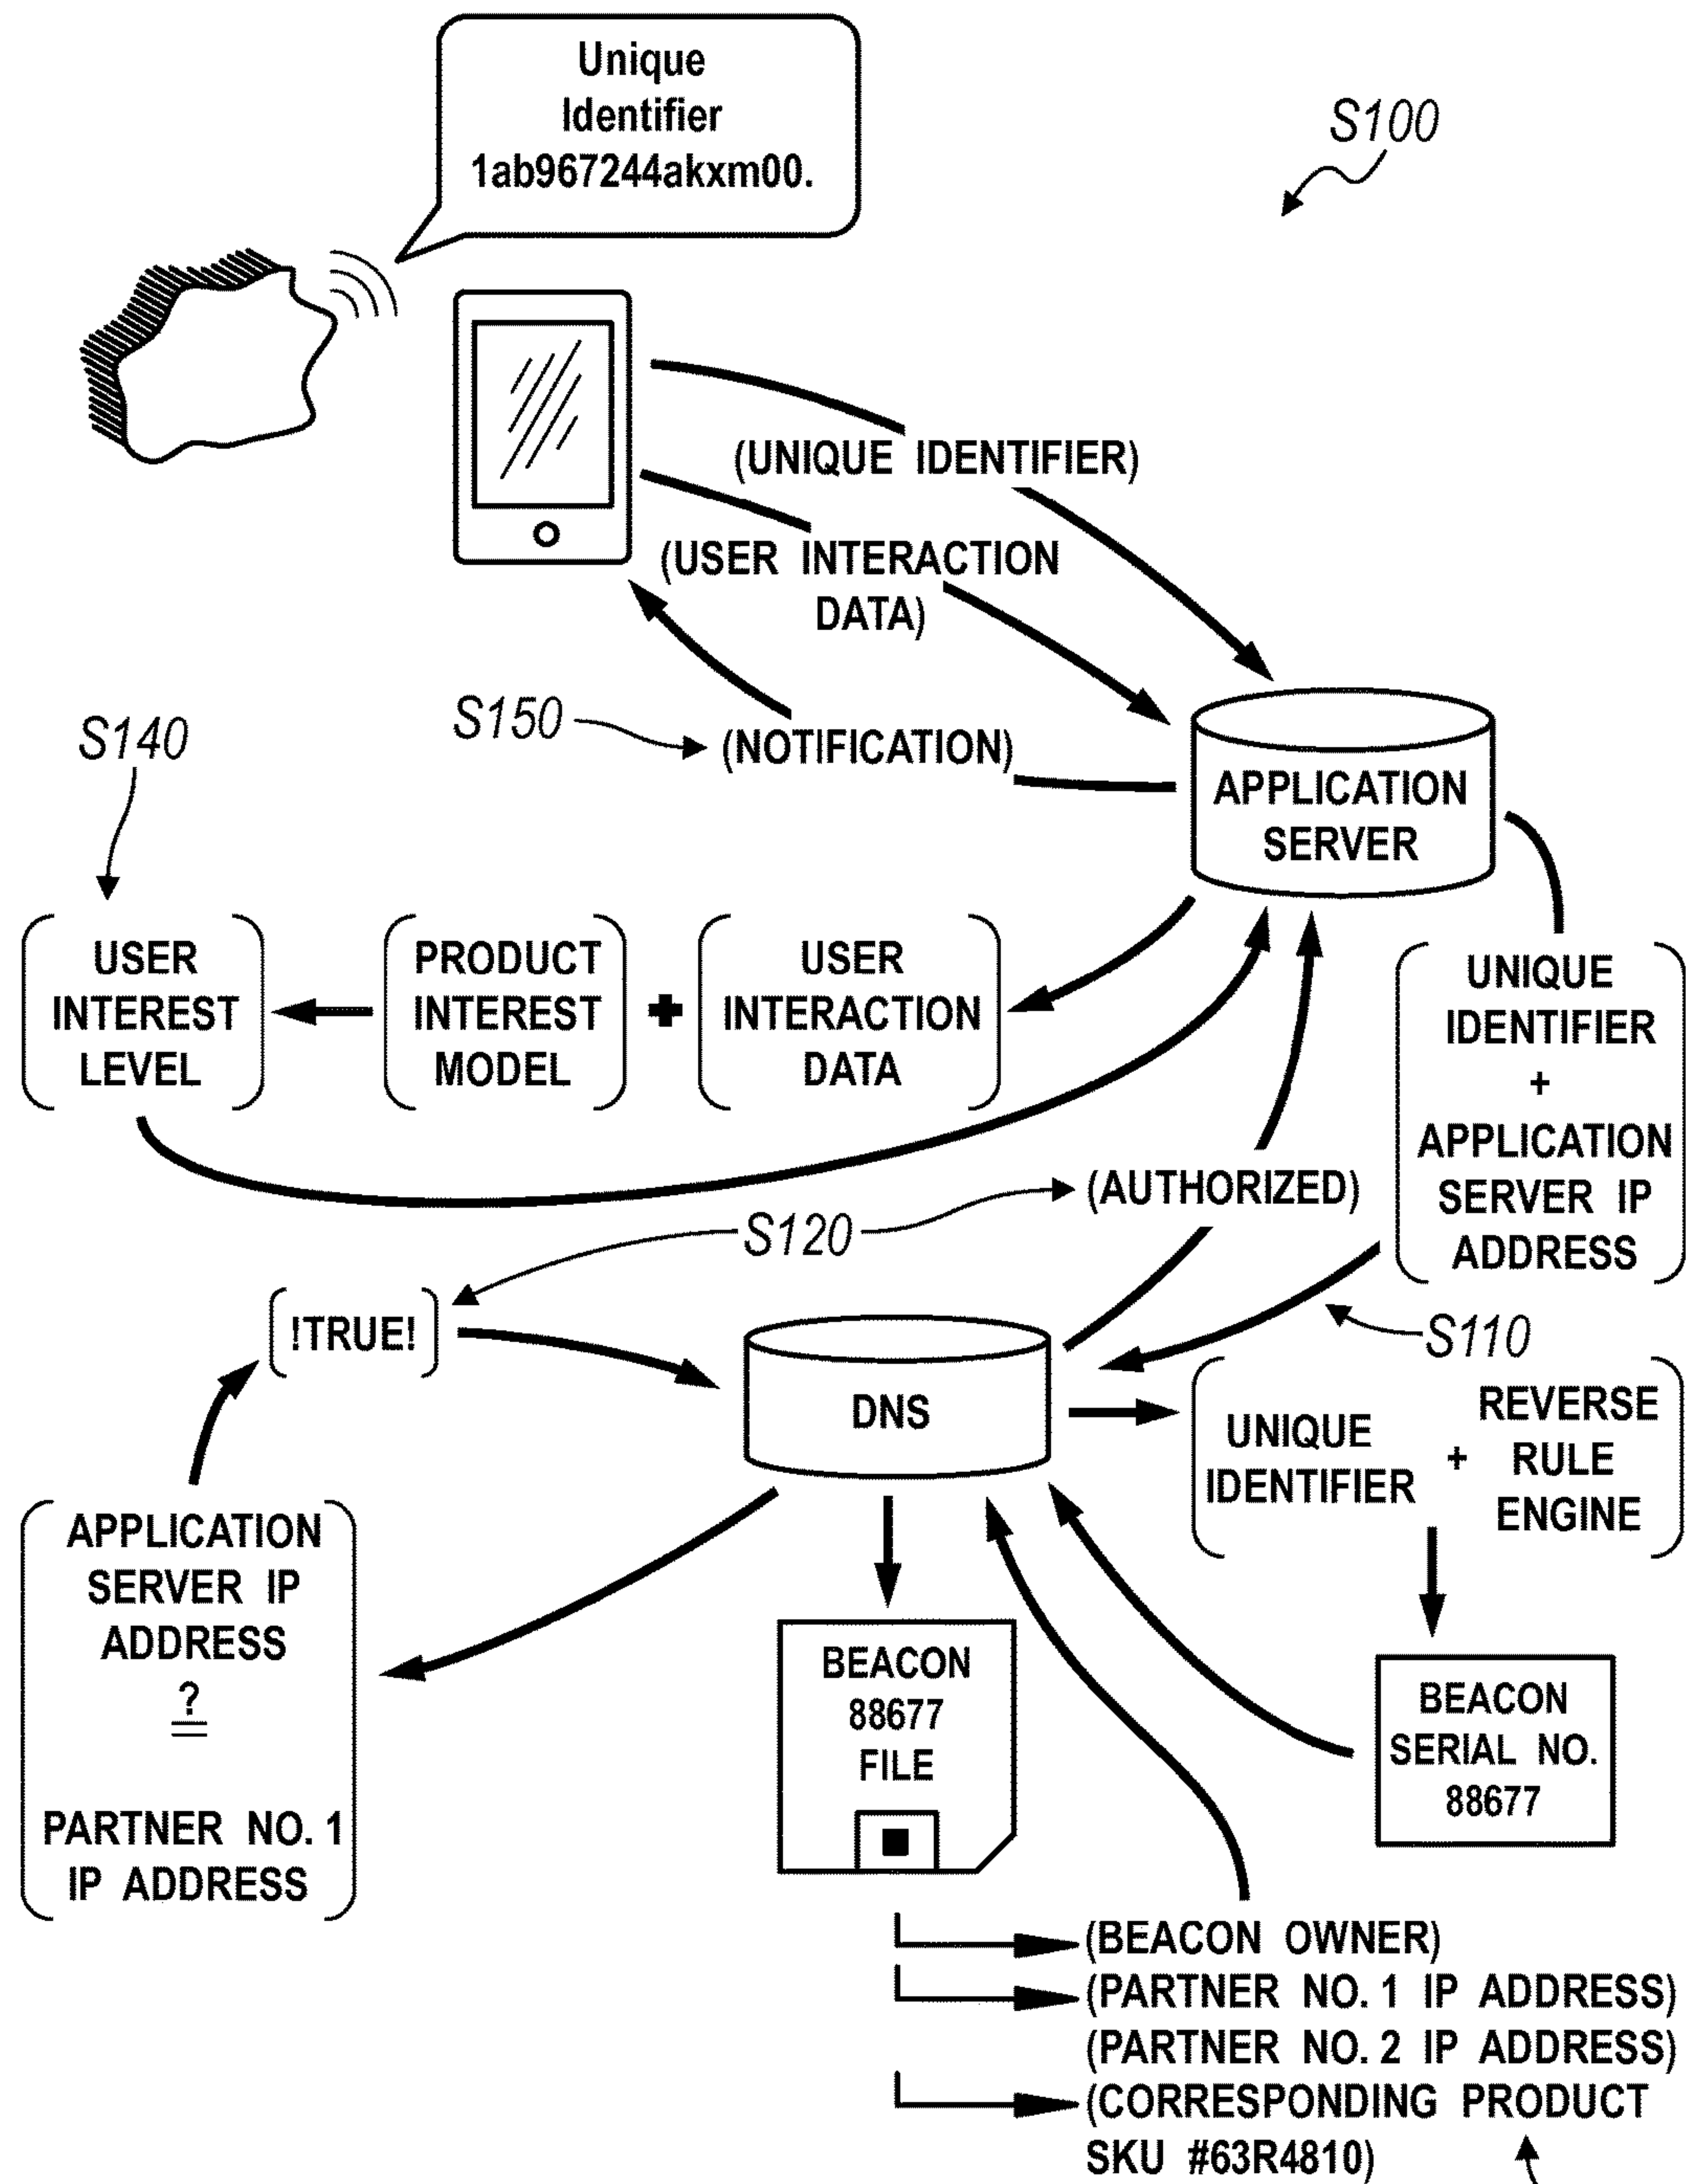 Unique
Identifier
1ab967244akxm00.
S100
(UNIQUE IDENTIFIER)
(USER INTERACTION
DATA)
S140
S150
(NOTIFICATION)
APPLICATION
SERVER
USER
INTEREST
LEVEL
PRODUCT
INTEREST
MODEL
+
USER
INTERACTION
DATA
UNIQUE
IDENTIFIER
+
APPLICATION
SERVER IP
ADDRESS
(AUTHORIZED)
S120
!TRUE!
S110
DNS
UNIQUE
IDENTIFIER
+
REVERSE
RULE
ENGINE
APPLICATION
SERVER IP
ADDRESS
?
=
PARTNER NO. 1
IP ADDRESS
BEACON
88677
FILE
BEACON
SERIAL NO.
88677
(BEACON OWNER)
(PARTNER NO. 1 IP ADDRESS)
(PARTNER NO. 2 IP ADDRESS)
(CORRESPONDING PRODUCT
SKU #63R4810)